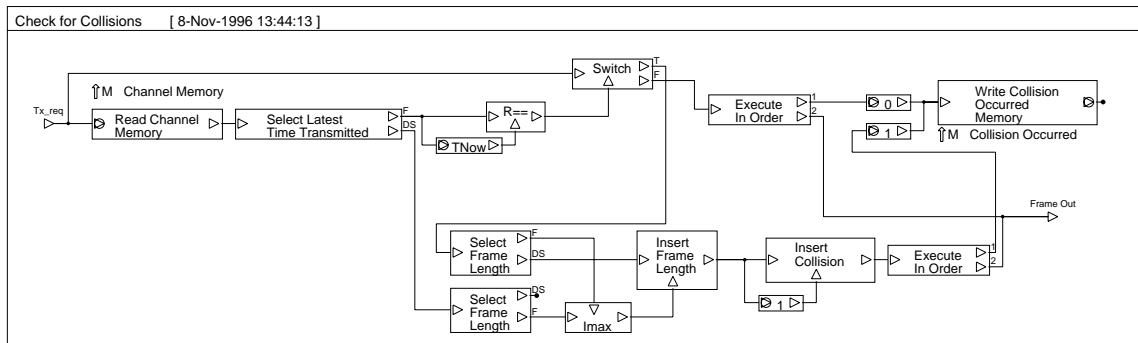 Check for Collisions [ 8-Nov-1996 13:44:13 ]
Switch
T
F
M Channel Memory
Tx_req
Read Channel
Memory
Select Latest
Time Transmitted
F
DS
R==
TNow
Execute
In Order
1
2
0
1
Write Collision
Occurred
Memory
M Collision Occurred
Frame Out
Select
Frame
Length
F
DS
Insert
Frame
Length
Insert
Collision
Execute
In Order
1
2
Select
Frame
Length
DS
F
Imax
1